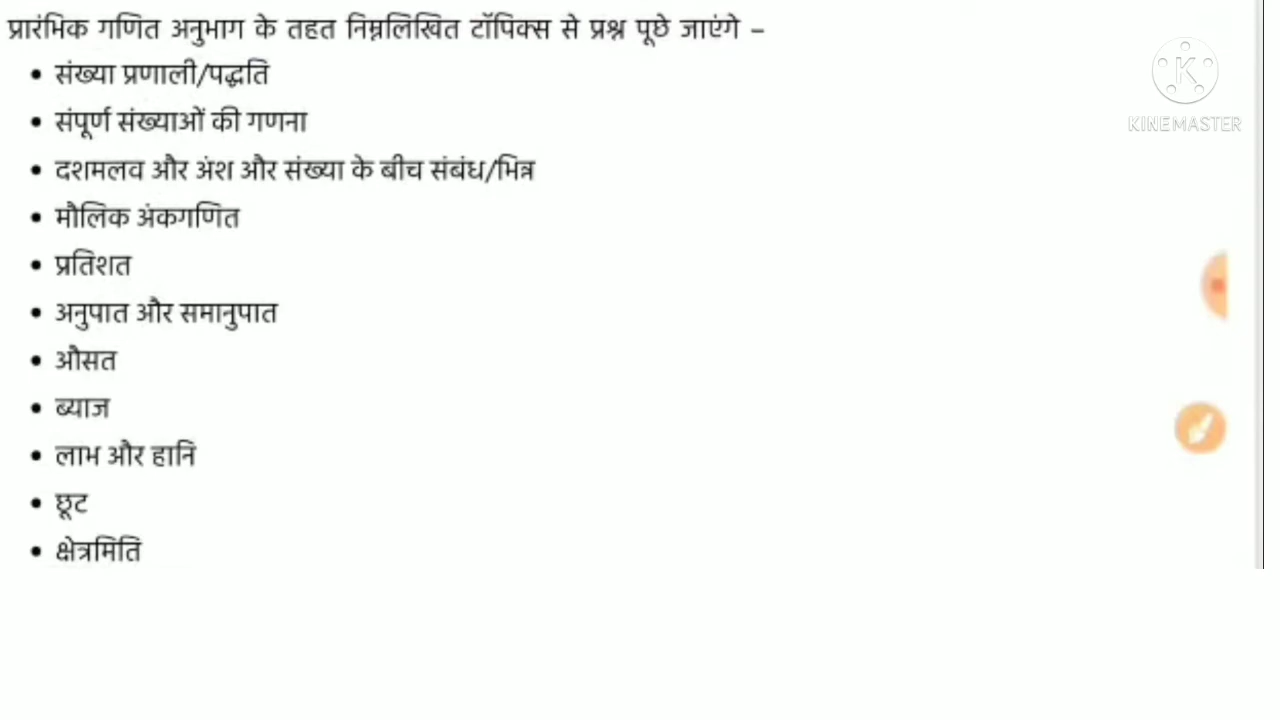 प्रारंभिक गणित अनुभाग के तहत निम्नलिखित टॉपिक्स से प्रश्न पूछे जाएंगे –
• संख्या प्रणाली/पद्धति
• संपूर्ण संख्याओं की गणना
• दशमलव और अंश और संख्या के बीच संबंध/भिन्न
• मौलिक अंकगणित
• प्रतिशत
• अनुपात और समानुपात
• औसत
• ब्याज
• लाभ और हानि
• छूट
• क्षेत्रमिति
K
KINEMASTER